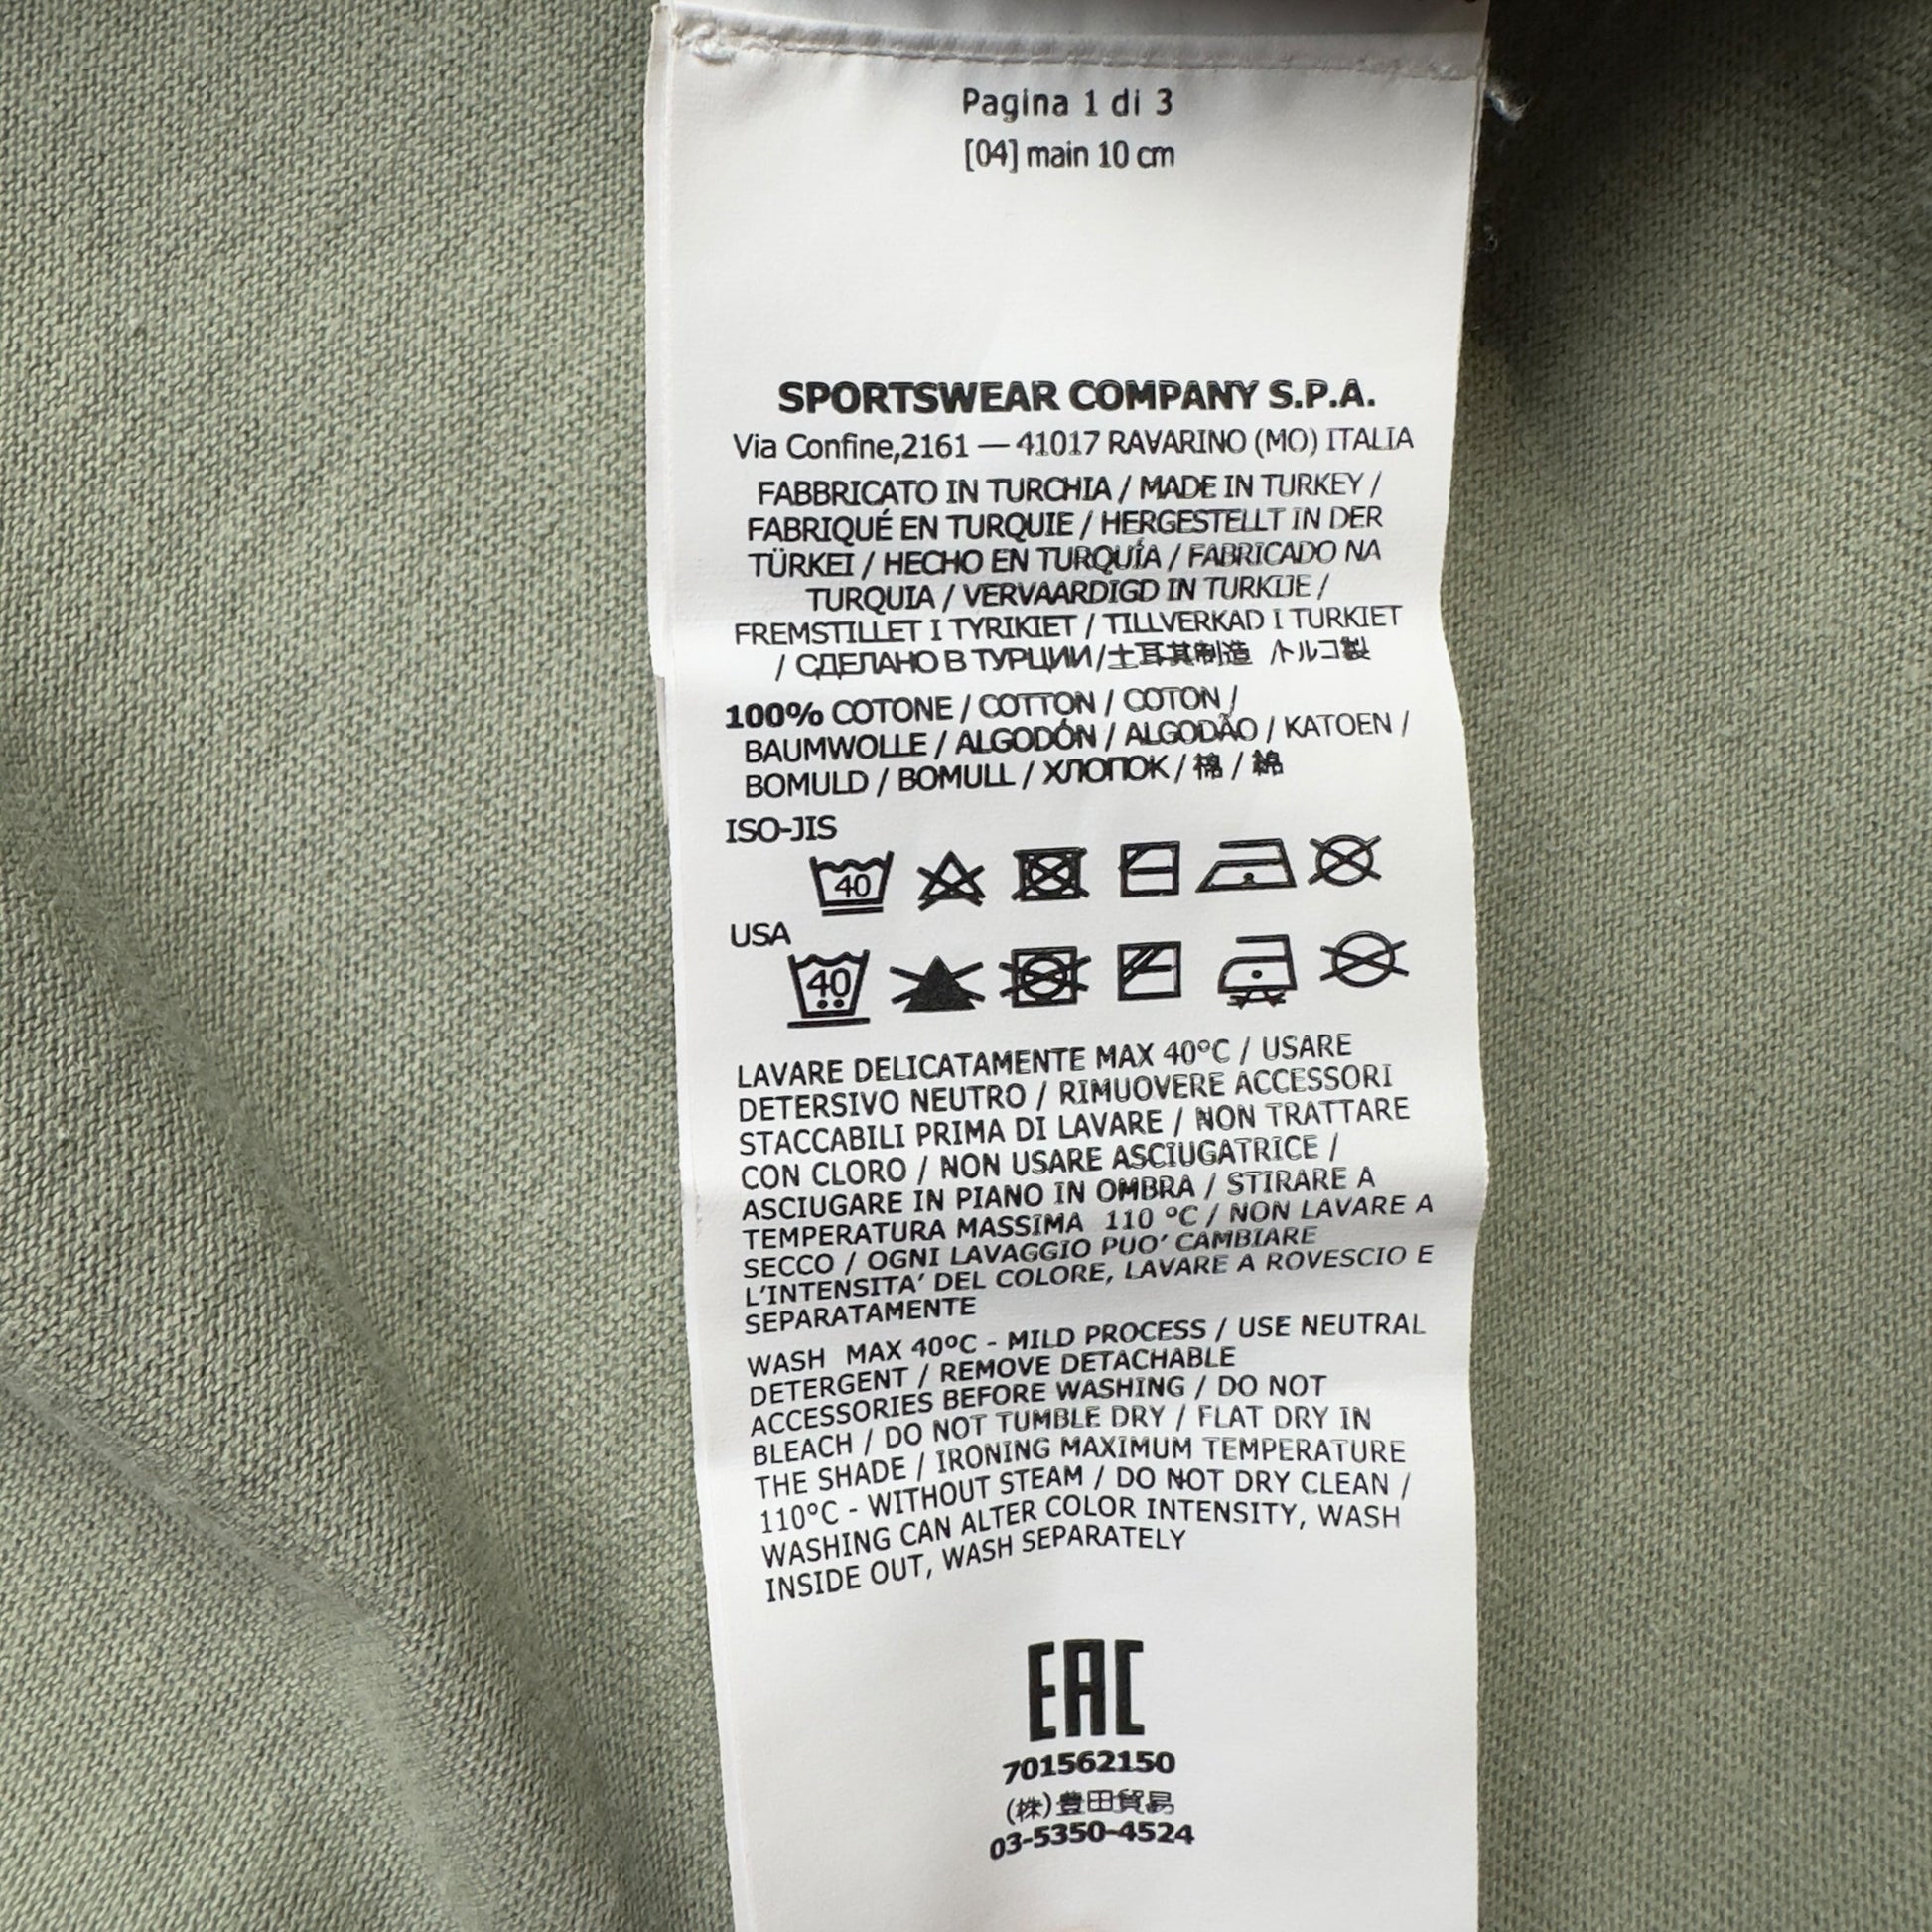 Pagina 1 di 3
[04] main 10 cm
SPORTSWEAR COMPANY S.P.A.
Via Confine,2161 — 41017 RAVARINO (MO) ITALIA
FABBRICATO IN TURCHIA / MADE IN TURKEY /
FABRIQUÉ EN TURQUIE / HERGESTELLT IN DER
TÜRKEI / HECHO EN TURQUÍA / FABRICADO NA
TURQUIA / VERVAARDIGD IN TURKIJE /
FREMSTILLET I TYRIKIET / TILLVERKAD I TURKIET
/ СДЕЛАНО В ТУРЦИИ/土耳其制造 /トルコ製
100% COTONE / COTTON / COTON /
BAUMWOLLE / ALGODÓN / ALGODÃO / KATOEN /
BOMULD / BOMULL / ХЛОПОК / 棉 / 綿
ISO-JIS
40
USA
40
LAVARE DELICATAMENTE MAX 40°C / USARE
DETERSIVO NEUTRO / RIMUOVERE ACCESSORI
STACCABILI PRIMA DI LAVARE / NON TRATTARE
CON CLORO / NON USARE ASCIUGATRICE /
ASCIUGARE IN PIANO IN OMBRA / STIRARE A
TEMPERATURA MASSIMA 110 °C / NON LAVARE A
SECCO / OGNI LAVAGGIO PUO' CAMBIARE
L'INTENSITA' DEL COLORE, LAVARE A ROVESCIO E
SEPARATAMENTE
WASH MAX 40°C - MILD PROCESS / USE NEUTRAL
DETERGENT / REMOVE DETACHABLE
ACCESSORIES BEFORE WASHING / DO NOT
BLEACH / DO NOT TUMBLE DRY / FLAT DRY IN
THE SHADE / IRONING MAXIMUM TEMPERATURE
110°C - WITHOUT STEAM / DO NOT DRY CLEAN /
WASHING CAN ALTER COLOR INTENSITY, WASH
INSIDE OUT, WASH SEPARATELY
EAC
701562150
(株)豊田貿易
03-5350-4524